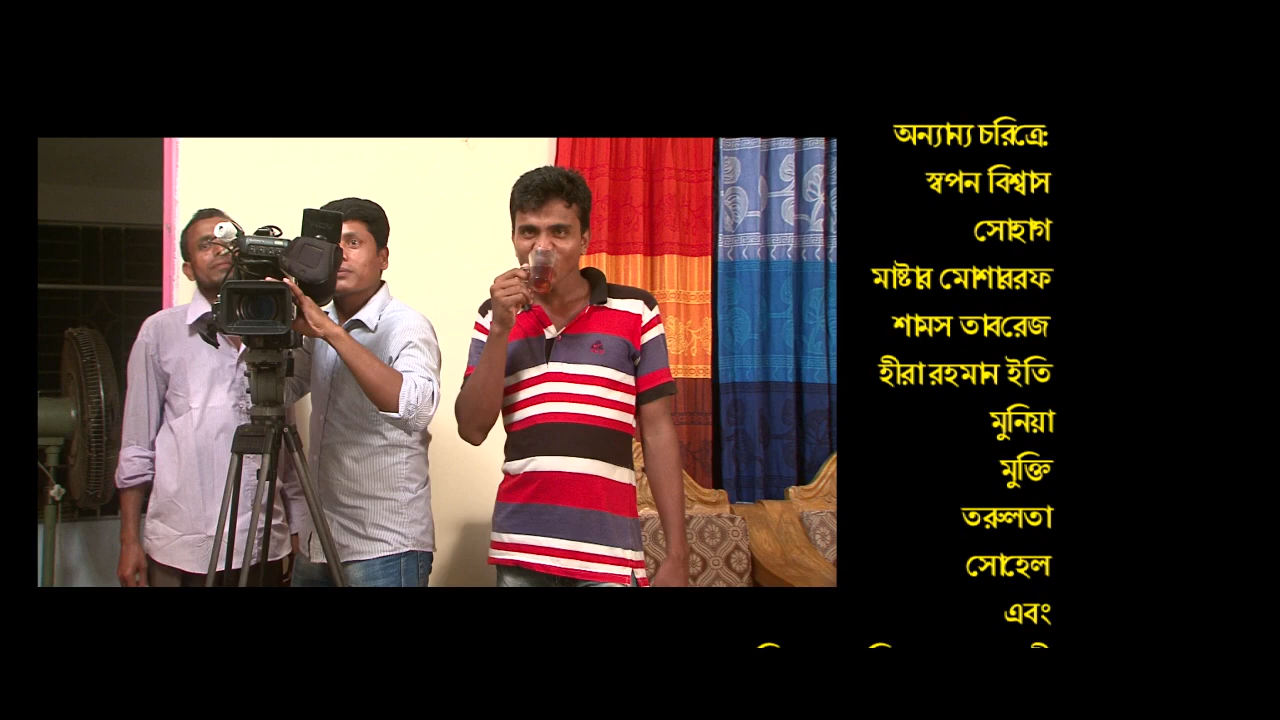 অন্যান্য চরিত্রে:
স্বপন বিশ্বাস
সোহাগ
মাষ্টার মোশাররফ
শামস তাবরেজ
হীরা রহমান ইতি
মুনিয়া
মুক্তি
তরুলতা
সোহেল
এবং